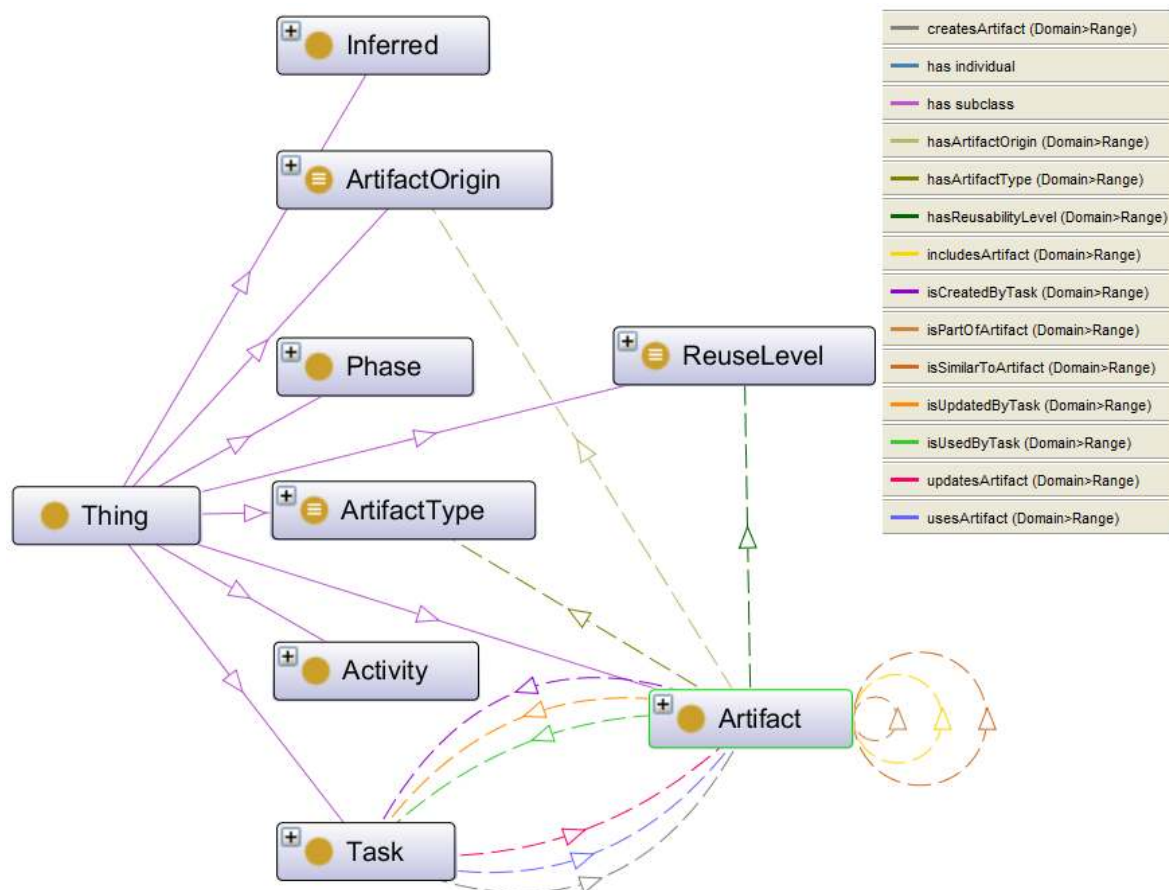 Inferred
ArtifactOrigin
Phase
ReuseLevel
Thing
ArtifactType
Activity
Artifact
Task
createsArtifact (Domain>Range)
has individual
has subclass
hasArtifactOrigin (Domain>Range)
hasArtifactType (Domain>Range)
hasReusabilityLevel (Domain>Range)
includesArtifact (Domain>Range)
isCreatedByTask (Domain>Range)
isPartOfArtifact (Domain>Range)
isSimilarToArtifact (Domain>Range)
isUpdatedByTask (Domain>Range)
isUsedByTask (Domain>Range)
updatesArtifact (Domain>Range)
usesArtifact (Domain>Range)